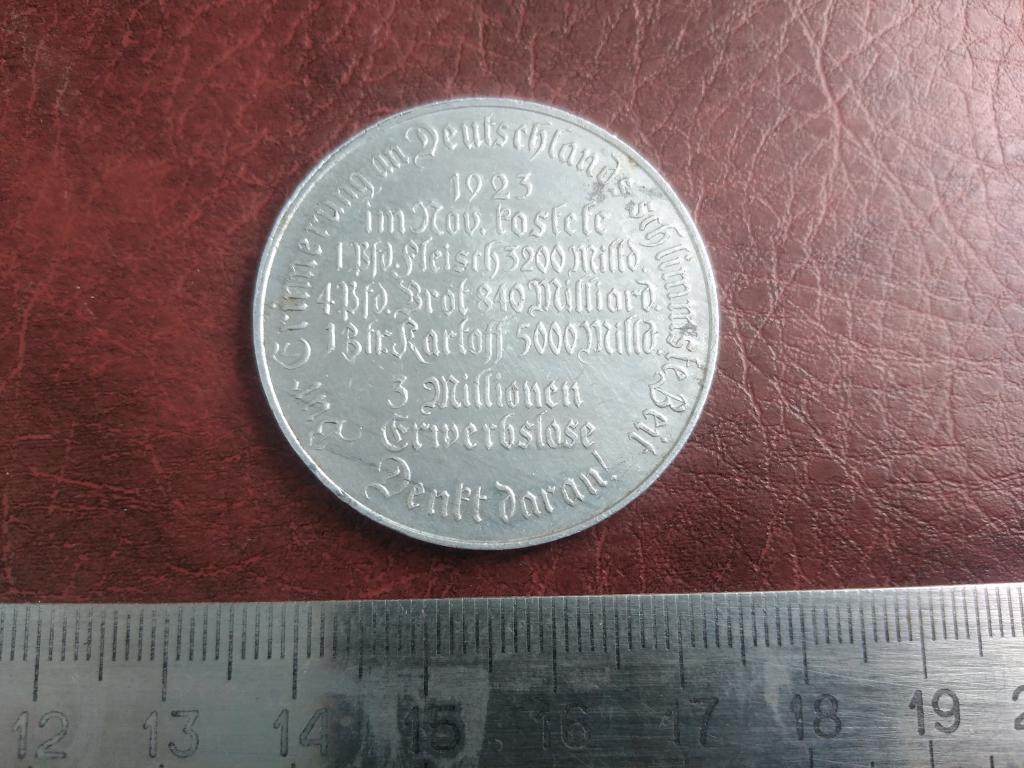 Zur Erinnerung an Deutschlands schlimmste Zeit
1923
im Nov. kostete
1 Pfd. Fleisch 3200 Milld.
4 Pfd. Brot 840 Milliard.
1 Ztr. Kartoff 5000 Milld.
3 Millionen
Erwerbslose
Denkt daran!
12 13 14 15 16 17 18 19